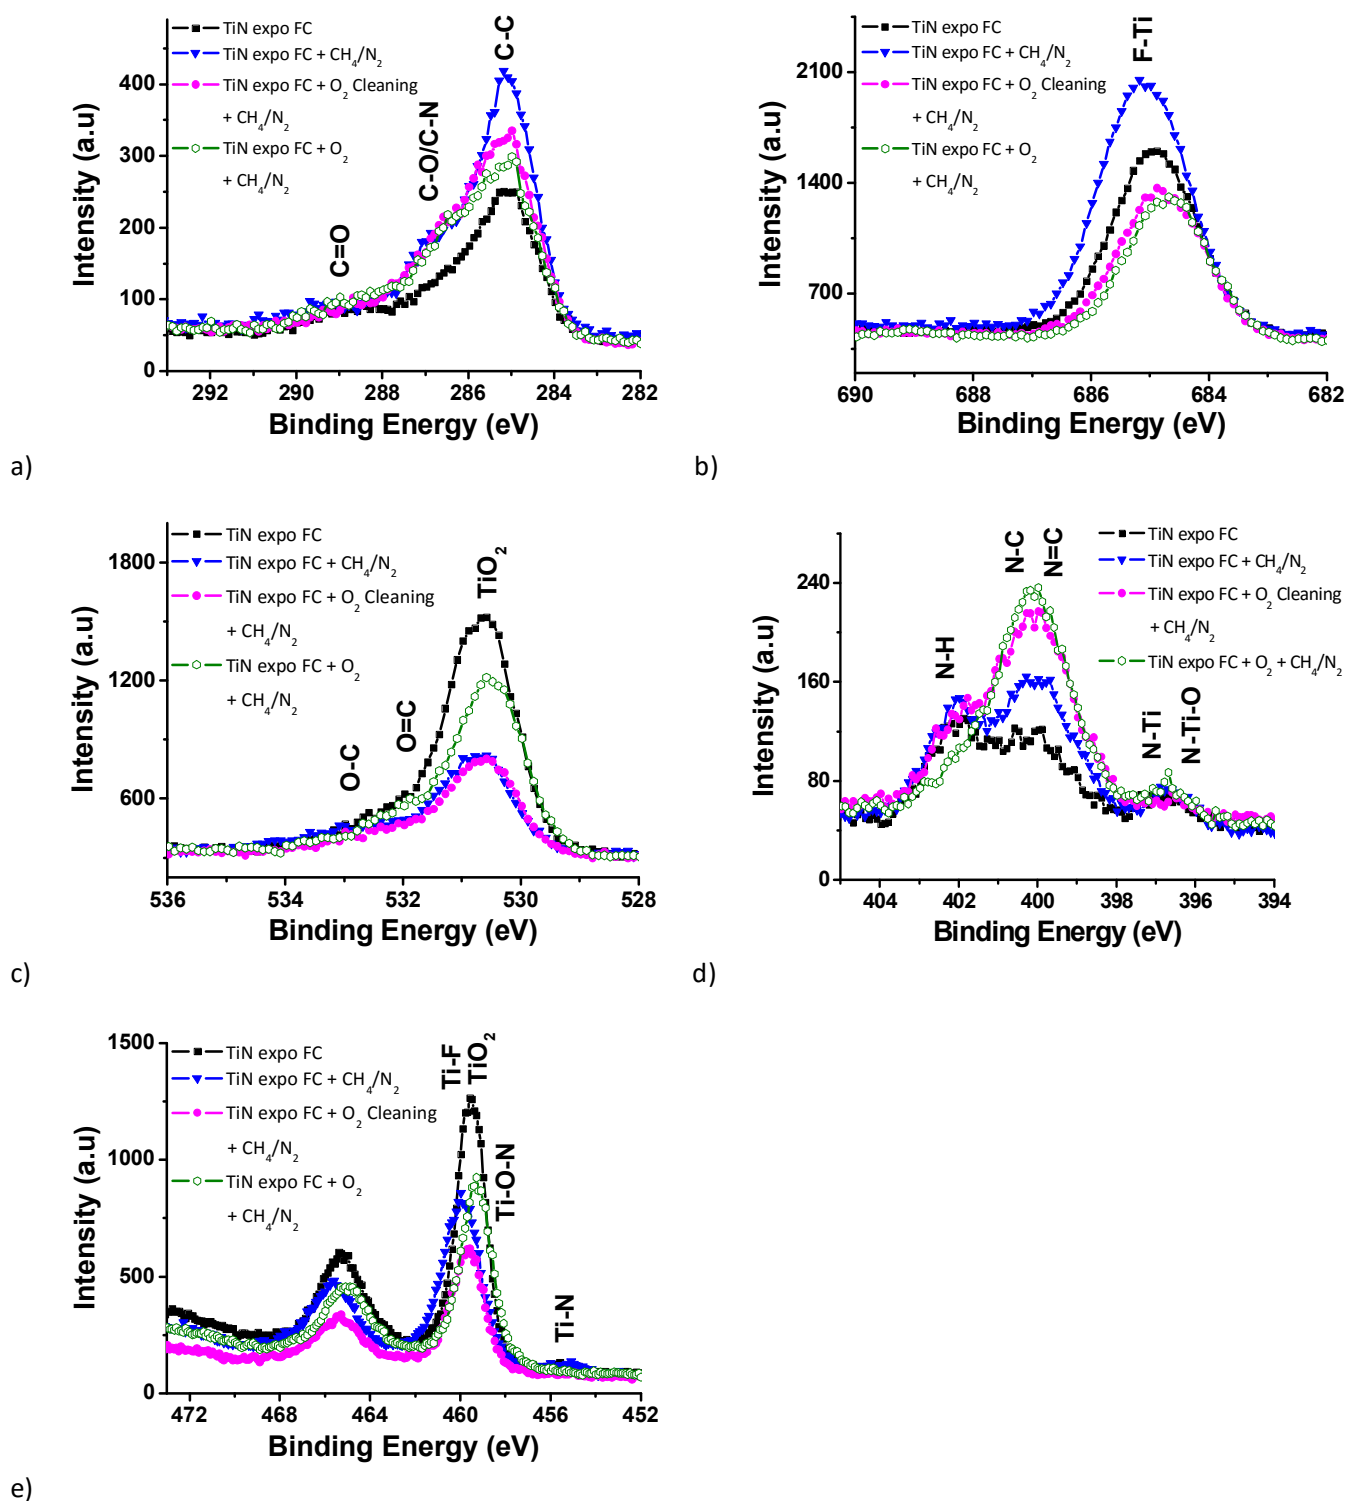 TiN expo FC
TiN expo FC + CH4/N2
TiN expo FC + O2 Cleaning
+ CH4/N2
TiN expo FC + O2
+ CH4/N2
C=O
C-O/C-N
C-C
400
300
200
100
0
292 290 288 286 284 282
Intensity (a.u)
Binding Energy (eV)
a)
TiN expo FC
TiN expo FC + CH4/N2
TiN expo FC + O2 Cleaning
+ CH4/N2
TiN expo FC + O2
+ CH4/N2
F-Ti
2100
1400
700
690 688 686 684 682
Intensity (a.u)
Binding Energy (eV)
b)
TiN expo FC
TiN expo FC + CH4/N2
TiN expo FC + O2 Cleaning
+ CH4/N2
TiN expo FC + O2
+ CH4/N2
O-C
O=C
TiO2
1800
1200
600
536 534 532 530 528
Intensity (a.u)
Binding Energy (eV)
c)
TiN expo FC
TiN expo FC + CH4/N2
TiN expo FC + O2 Cleaning
+ CH4/N2
TiN expo FC + O2 + CH4/N2
N-H
N-C
N=C
N-Ti
N-Ti-O
240
160
80
0
404 402 400 398 396 394
Intensity (a.u)
Binding Energy (eV)
d)
TiN expo FC
TiN expo FC + CH4/N2
TiN expo FC + O2 Cleaning
+ CH4/N2
TiN expo FC + O2
+ CH4/N2
Ti-F
TiO2
Ti-O-N
Ti-N
1500
1000
500
0
472 468 464 460 456 452
Intensity (a.u)
Binding Energy (eV)
e)